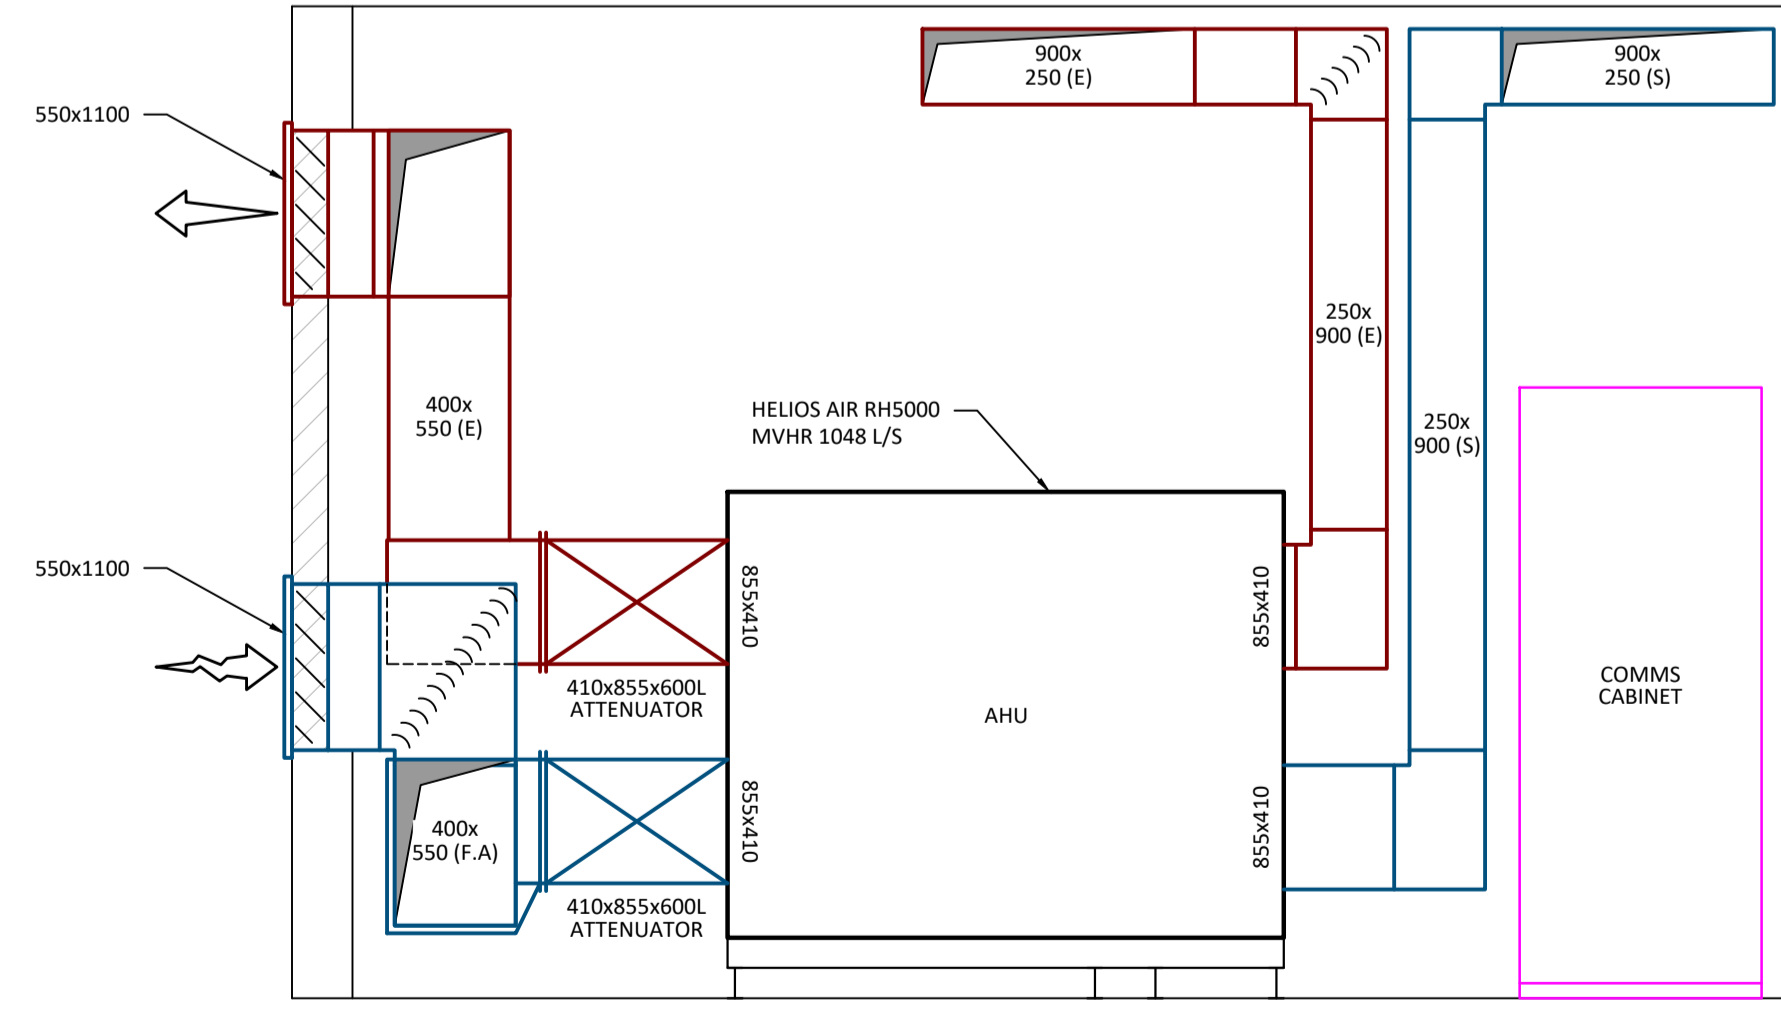 900x
250 (E)
900x
250 (S)
550x1100
250x
900 (E)
400x
550 (E)
HELIOS AIR RH5000
MVHR 1048 L/S
250x
900 (S)
550x1100
855x410
855x410
410x855x600L
ATTENUATOR
AHU
COMMS
CABINET
855x410
855x410
400x
550 (F.A)
410x855x600L
ATTENUATOR